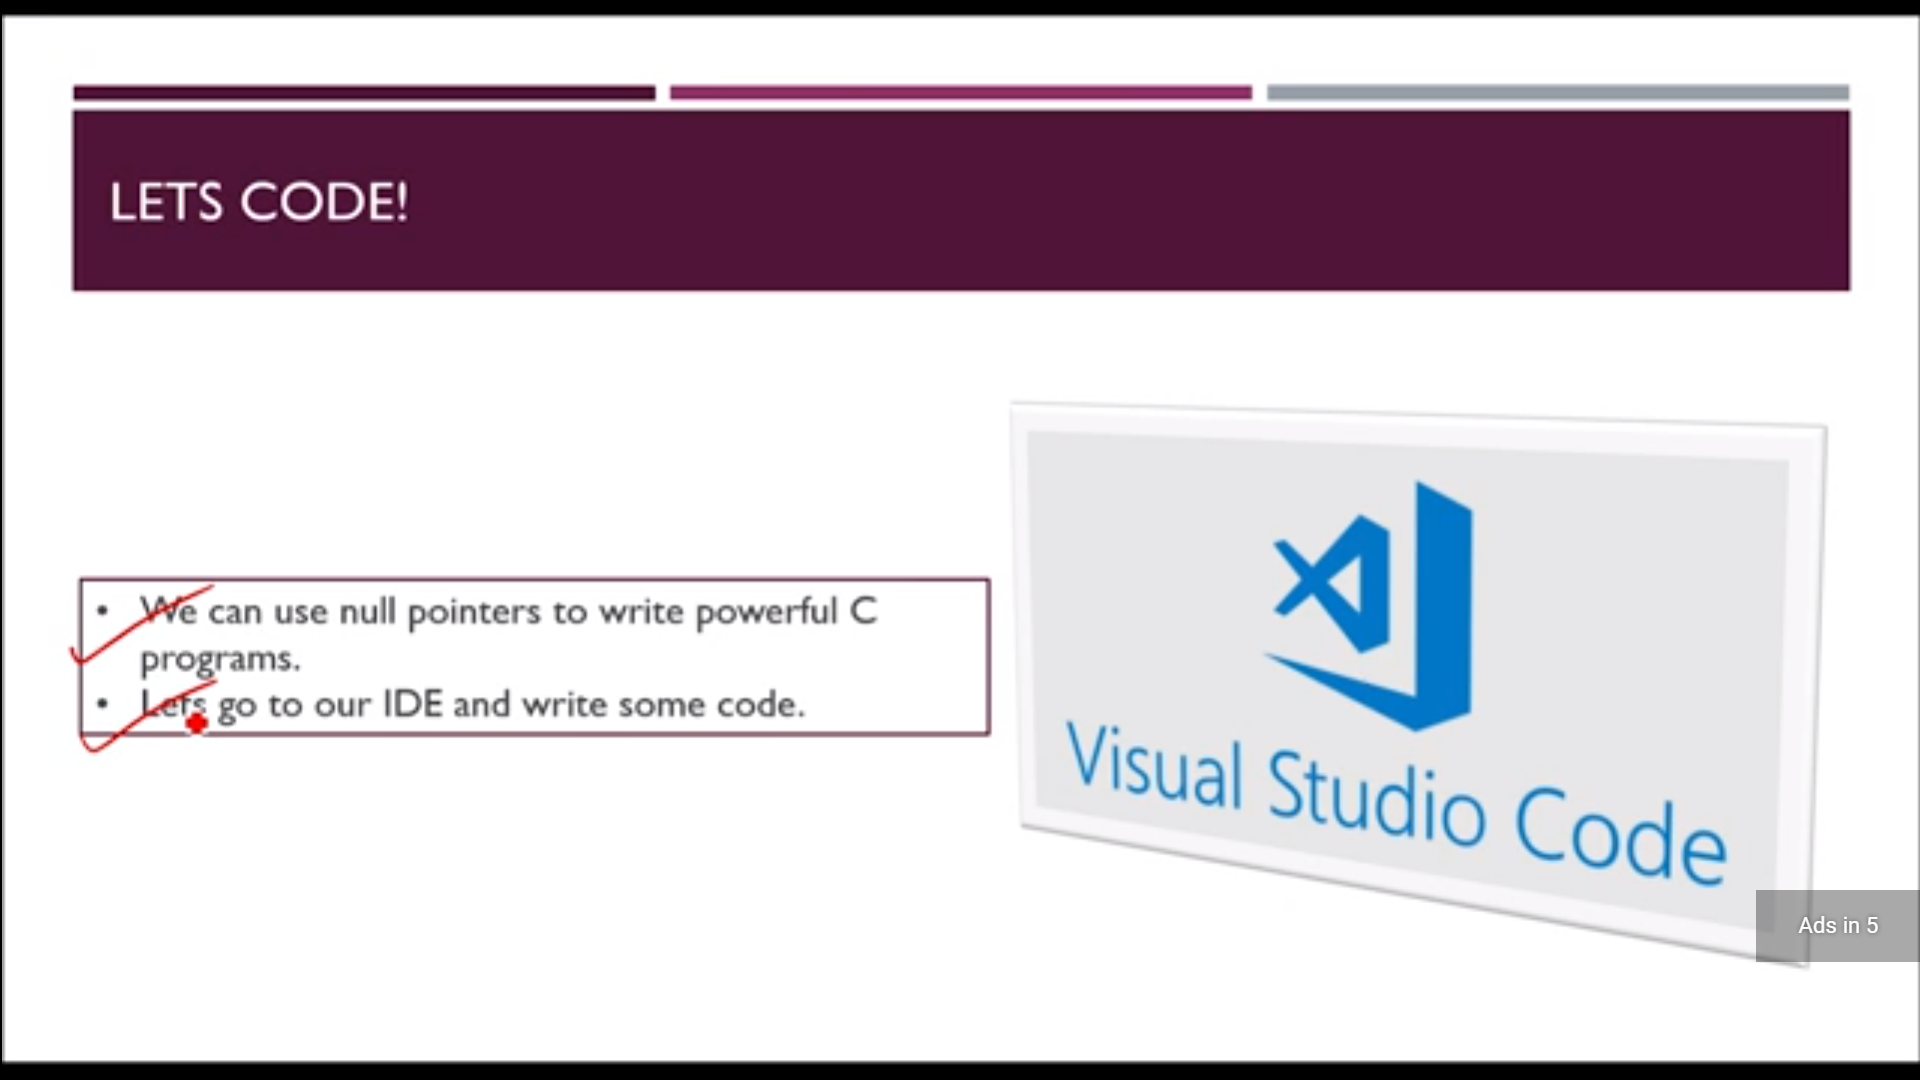 LETS CODE!
• We can use null pointers to write powerful C
programs.
• Lets go to our IDE and write some code.
Visual Studio Code
Ads in 5